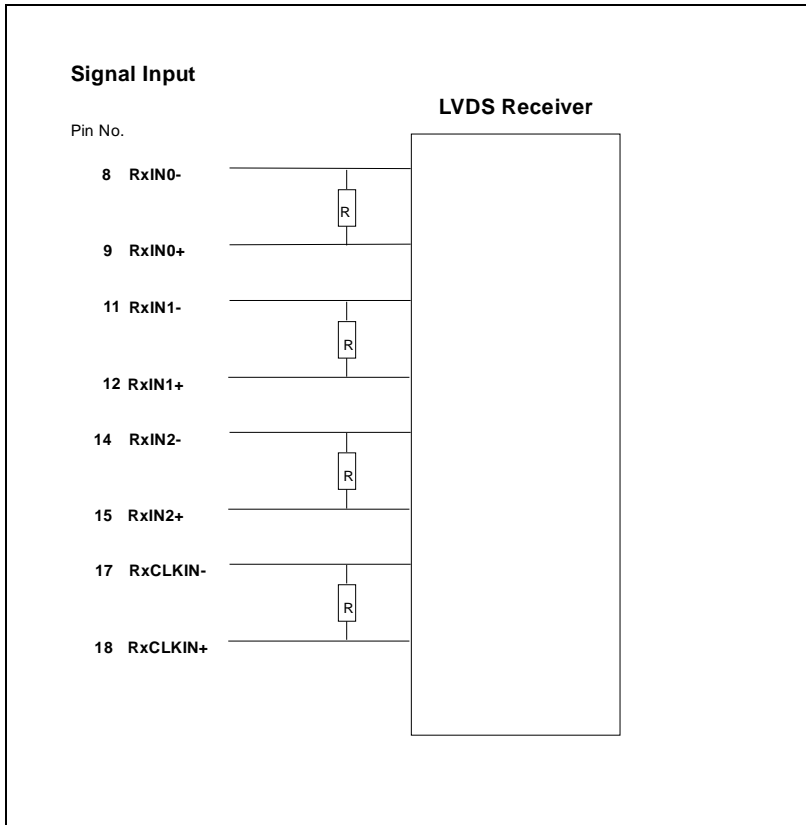 Signal Input
LVDS Receiver
Pin No.
8 RxIN0-
R
9 RxIN0+
11 RxIN1-
R
12 RxIN1+
14 RxIN2-
R
15 RxIN2+
17 RxCLKIN-
R
18 RxCLKIN+